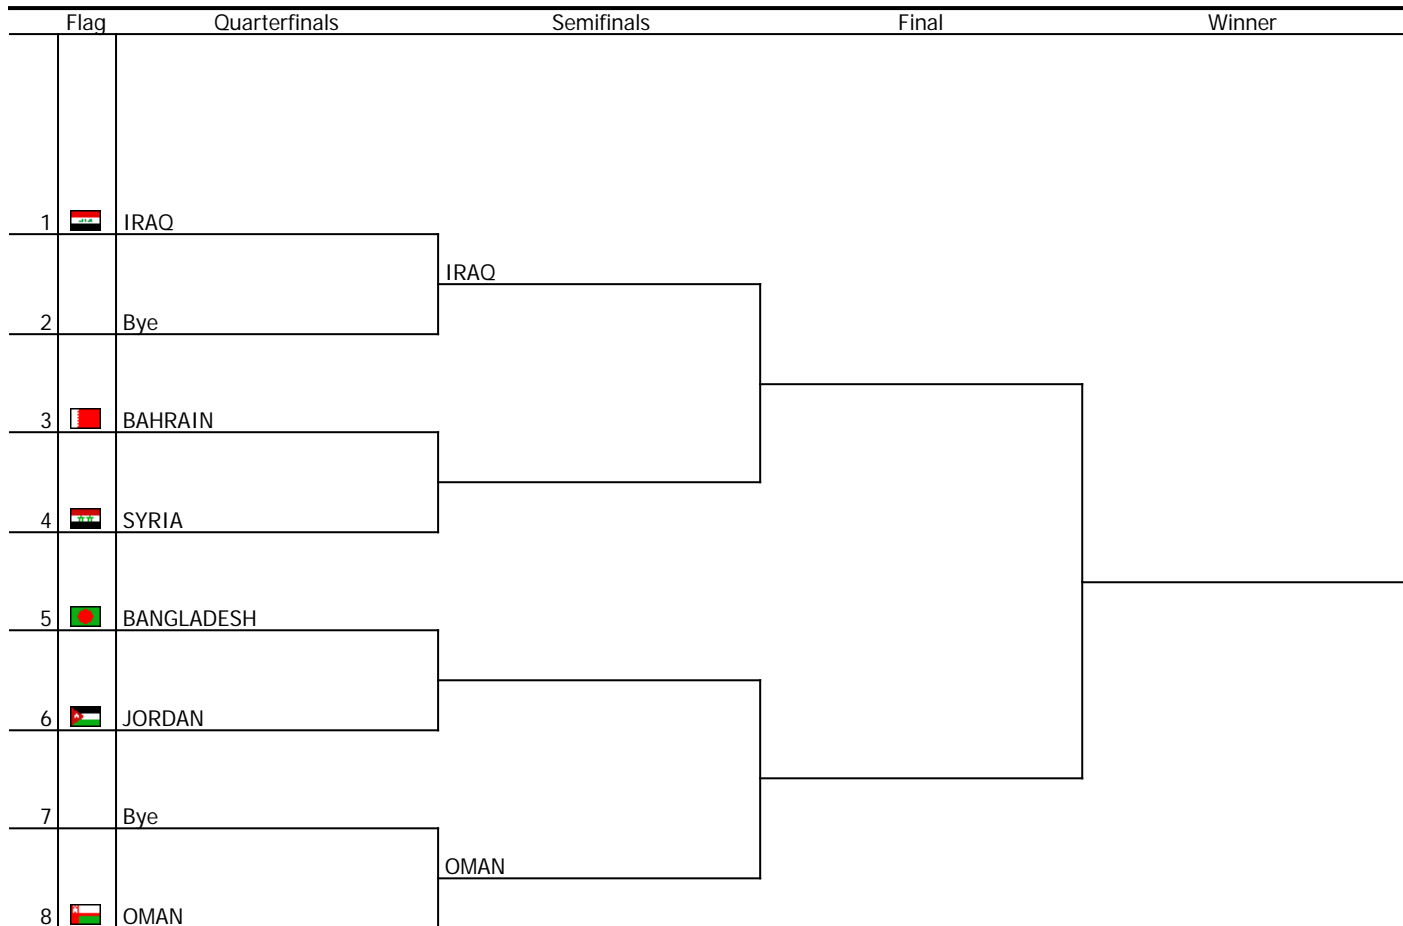 Flag Quarterfinals Semifinals Final Winner
1 IRAQ
IRAQ
2 Bye
3 BAHRAIN
4 SYRIA
5 BANGLADESH
6 JORDAN
7 Bye
OMAN
8 OMAN